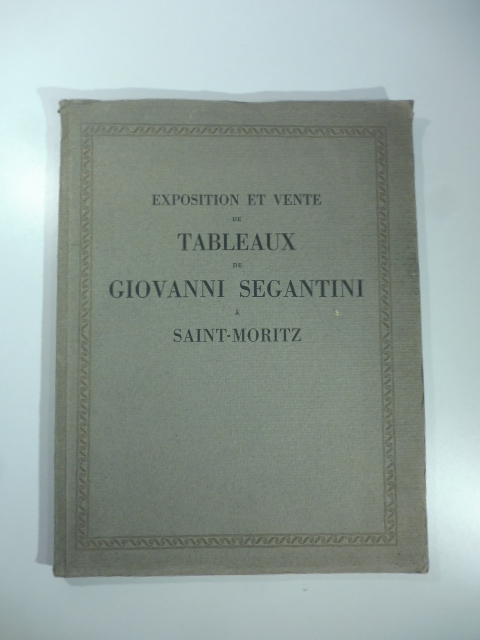 EXPOSITION ET VENTE
DE
TABLEAUX
DE
GIOVANNI SEGANTINI
À
SAINT-MORITZ